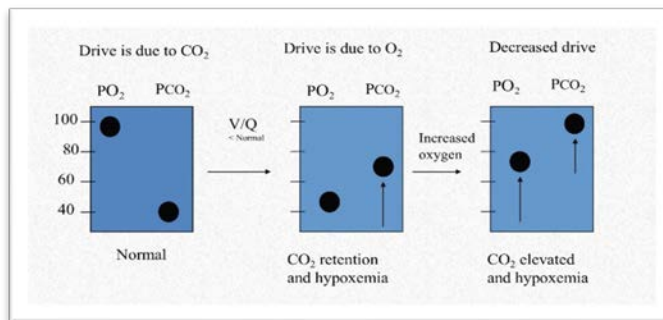 Drive is due to CO₂
Drive is due to O₂
Decreased drive
PO₂ PCO₂
PO₂ PCO₂
PO₂ PCO₂
100
80
60
40
V/Q
< Normal
Increased
oxygen
Normal
CO₂ retention
and hypoxemia
CO₂ elevated
and hypoxemia